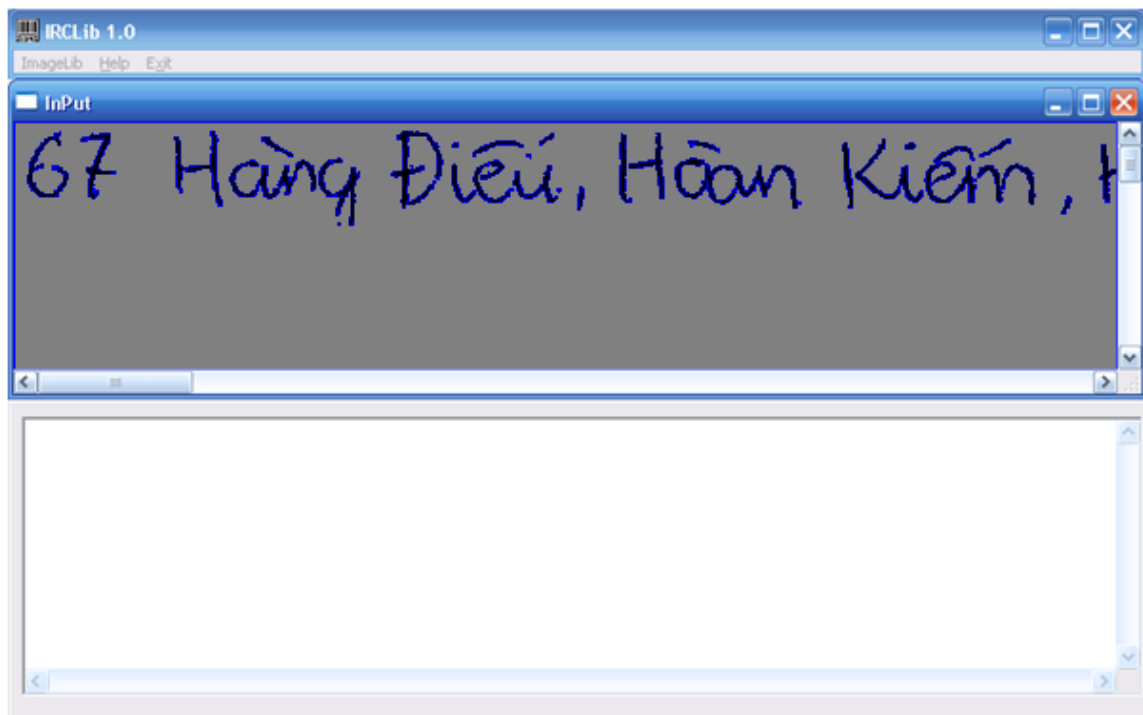 IRCLib 1.0
ImageLib Help Exit
InPut
67 Hàng Điếu, Hoàn Kiếm,